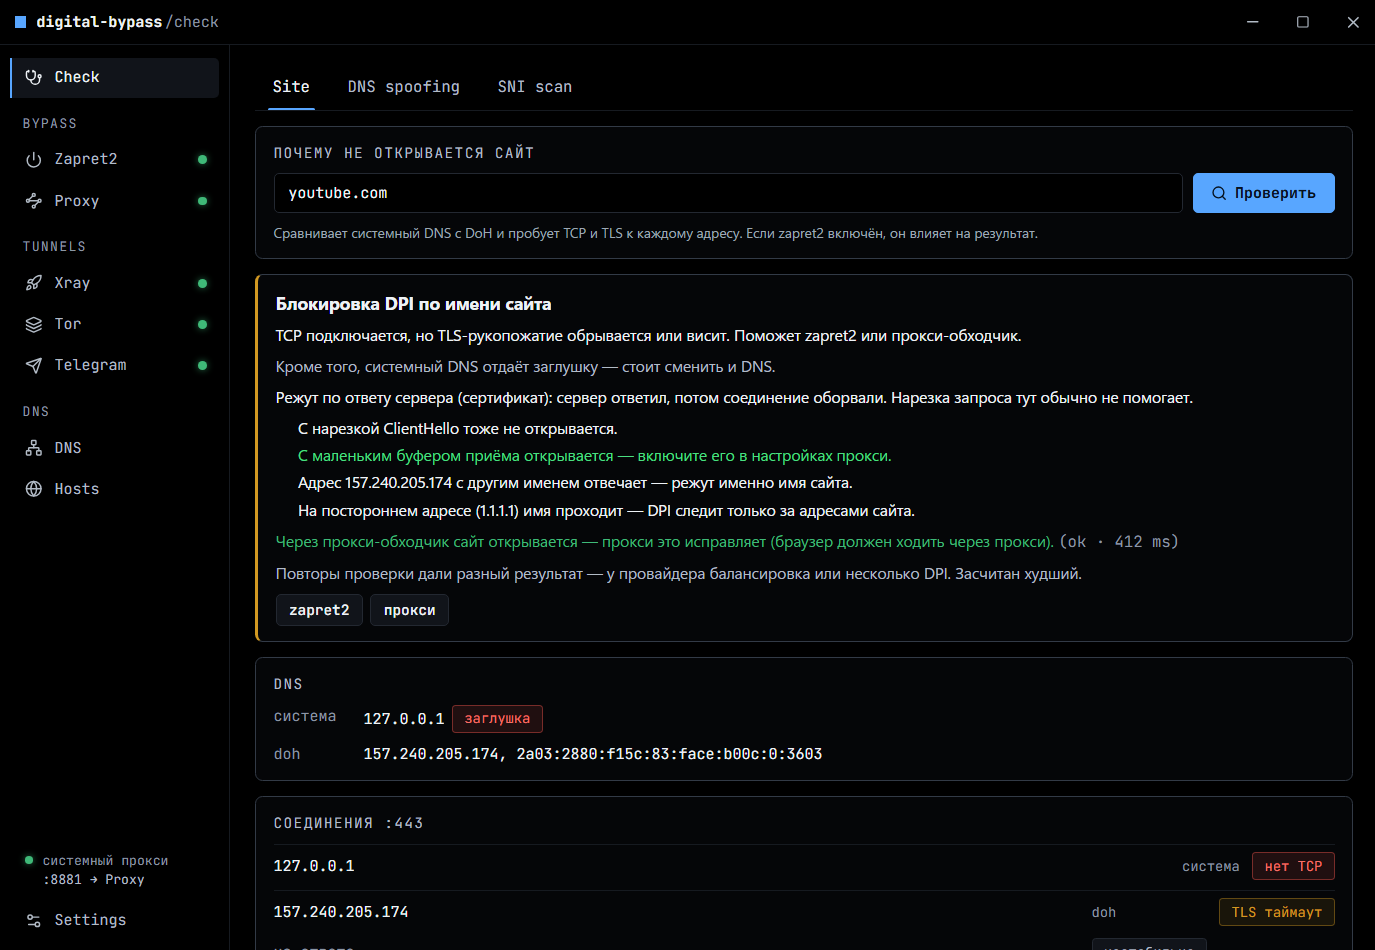 digital-bypass/check
Check
BYPASS
Zapret2
Proxy
TUNNELS
Xray
Tor
Telegram
DNS
DNS
Hosts
системный прокси
:8881 → Proxy
Settings
Site DNS spoofing SNI scan
ПОЧЕМУ НЕ ОТКРЫВАЕТСЯ САЙТ
youtube.com
Проверить
Сравнивает системный DNS с DoH и пробует TCP и TLS к каждому адресу. Если zapret2 включён, он влияет на результат.
Блокировка DPI по имени сайта
TCP подключается, но TLS-рукопожатие обрывается или висит. Поможет zapret2 или прокси-обходчик.
Кроме того, системный DNS отдаёт заглушку — стоит сменить и DNS.
Режут по ответу сервера (сертификат): сервер ответил, потом соединение оборвали. Нарезка запроса тут обычно не помогает.
С нарезкой ClientHello тоже не открывается.
С маленьким буфером приёма открывается — включите его в настройках прокси.
Адрес 157.240.205.174 с другим именем отвечает — режут именно имя сайта.
На постороннем адресе (1.1.1.1) имя проходит — DPI следит только за адресами сайта.
Через прокси-обходчик сайт открывается — прокси это исправляет (браузер должен ходить через прокси). (ok · 412 ms)
Повторы проверки дали разный результат — у провайдера балансировка или несколько DPI. Засчитан худший.
zapret2 прокси
DNS
система 127.0.0.1 заглушка
doh 157.240.205.174, 2a03:2880:f15c:83:face:b00c:0:3603
СОЕДИНЕНИЯ :443
127.0.0.1 система нет TCP
157.240.205.174 doh TLS таймаут